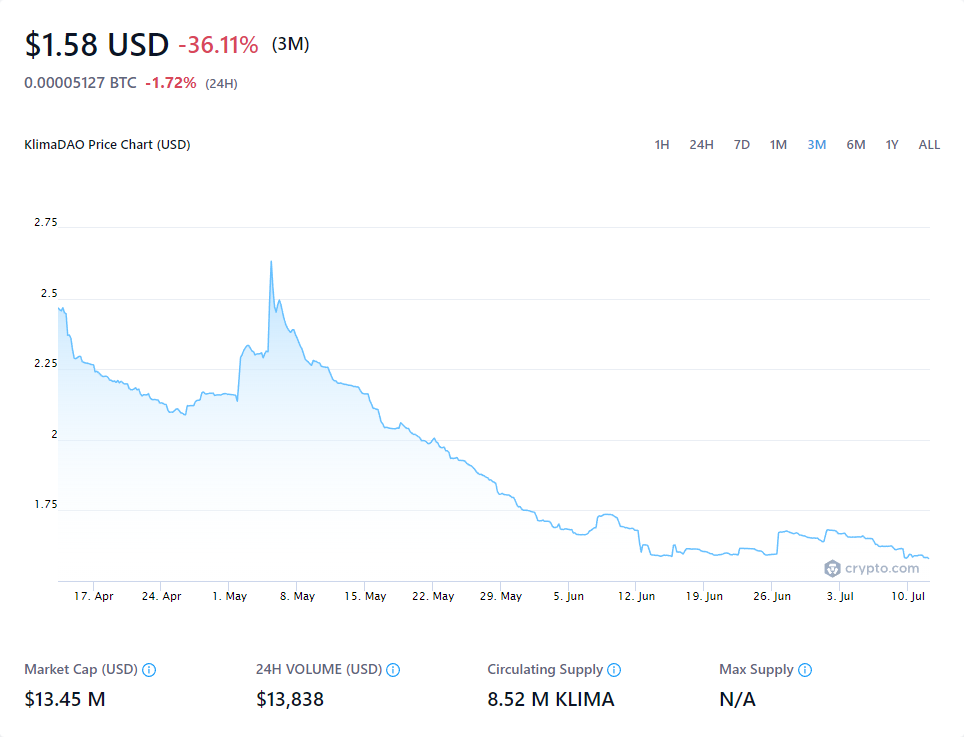 $1.58 USD -36.11% (3M)
0.00005127 BTC -1.72% (24H)
KlimaDAO Price Chart (USD) 1H 24H 7D 1M 3M 6M 1Y ALL
2.75
2.5
2.25
2
1.75
crypto.com
17. Apr 24. Apr 1. May 8. May 15. May 22. May 29. May 5. Jun 12. Jun 19. Jun 26. Jun 3. Jul 10. Jul
Market Cap (USD) 24H VOLUME (USD) Circulating Supply Max Supply
$13.45 M $13,838 8.52 M KLIMA N/A